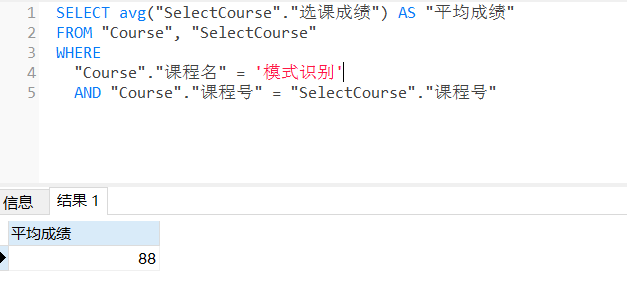 1 SELECT avg("SelectCourse"."选课成绩") AS "平均成绩"
2 FROM "Course", "SelectCourse"
3 WHERE
4 "Course"."课程名" = '模式识别'
5 AND "Course"."课程号" = "SelectCourse"."课程号"
信息 结果 1
平均成绩
88